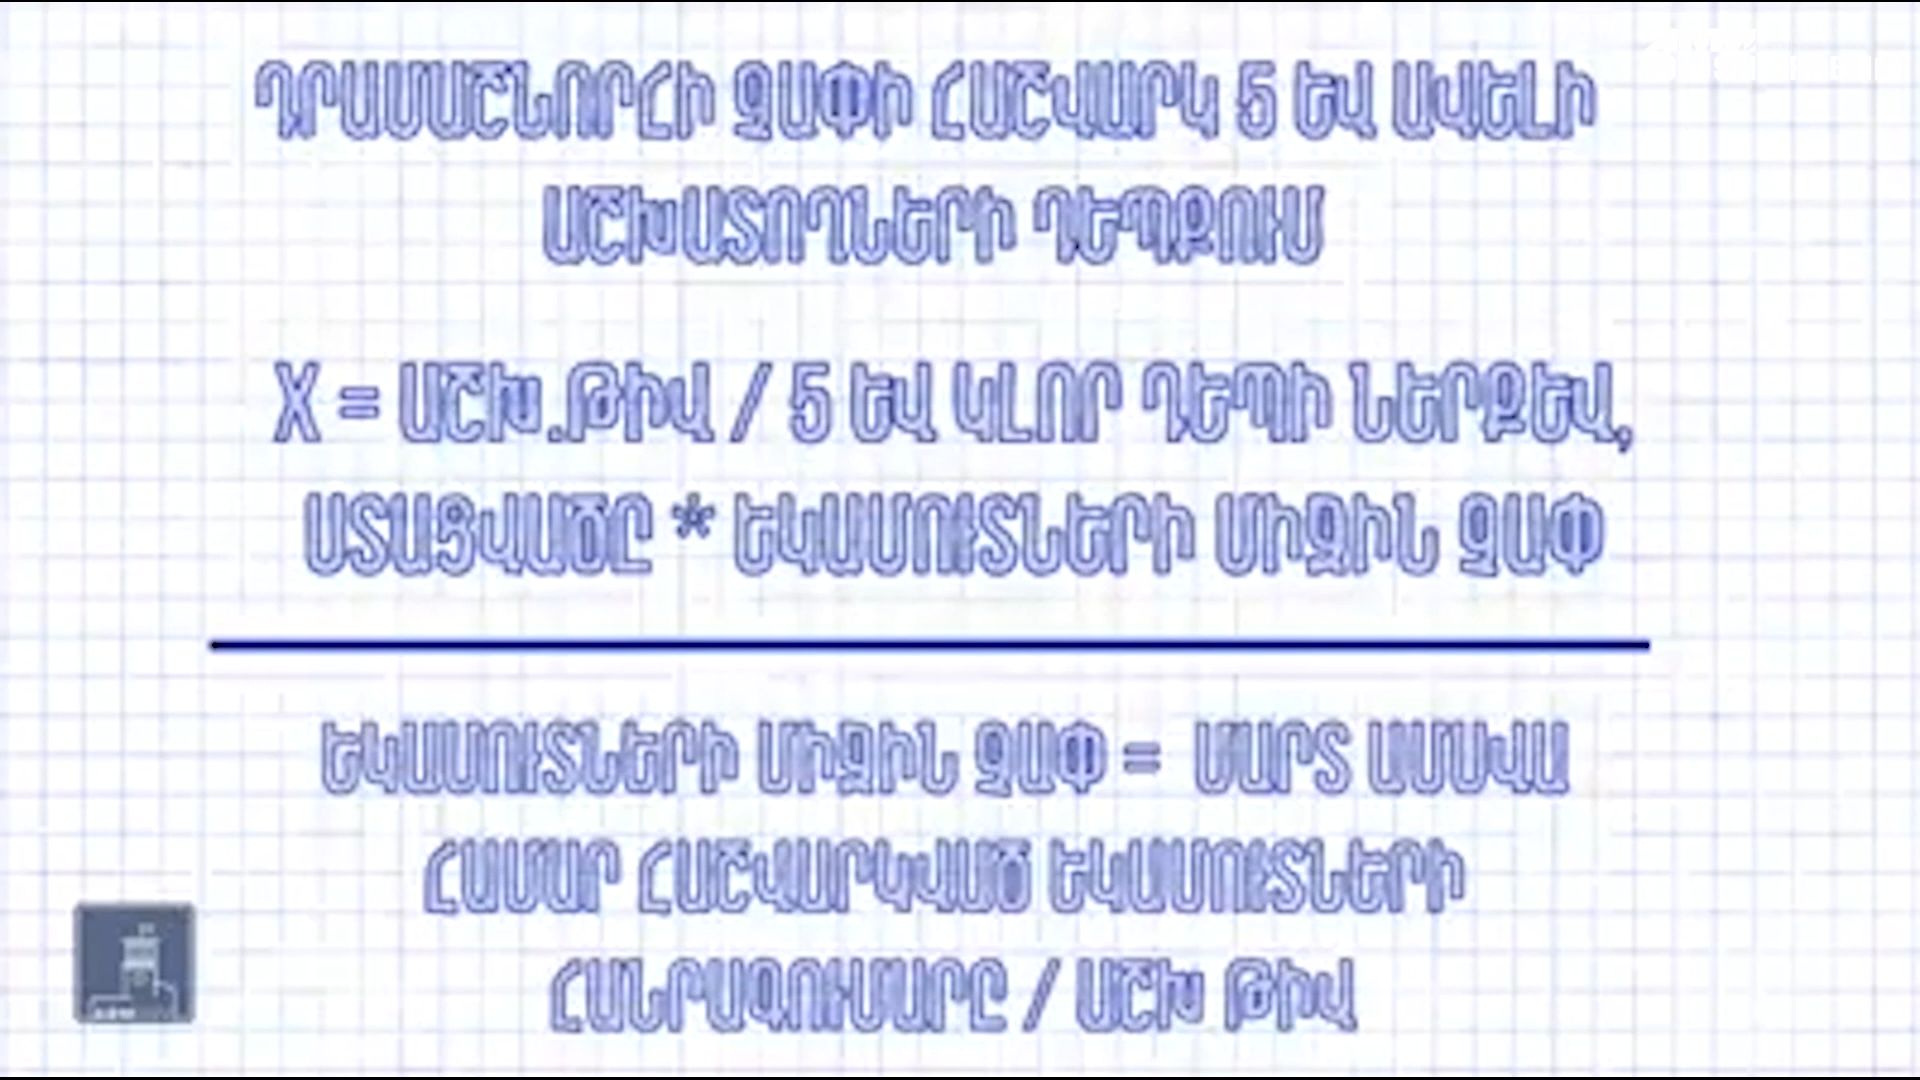 ԴՐԱՄԱՇՆՈՐՀԻ ՉԱՓԻ ՀԱՇՎԱՐԿ 5 ԵՎ ԱՎԵԼԻ
ԱՇԽԱՏՈՂՆԵՐԻ ԴԵՊՔՈՒՄ
X = ԱՇԽ.ԹԻՎ / 5 ԵՎ ԿԼՈՐ ԴԵՊԻ ՆԵՐՔԵՎ,
ՍՏԱՑՎԱԾԸ * ԵԿԱՄՈՒՏՆԵՐԻ ՄԻՋԻՆ ՉԱՓ
ԵԿԱՄՈՒՏՆԵՐԻ ՄԻՋԻՆ ՉԱՓ = ՄԱՐՏ ԱՄՍՎԱ
ՀԱՄԱՐ ՀԱՇՎԱՐԿՎԱԾ ԵԿԱՄՈՒՏՆԵՐԻ
ՀԱՆՐԱԳՈՒՄԱՐԸ / ԱՇԽ ԹԻՎ